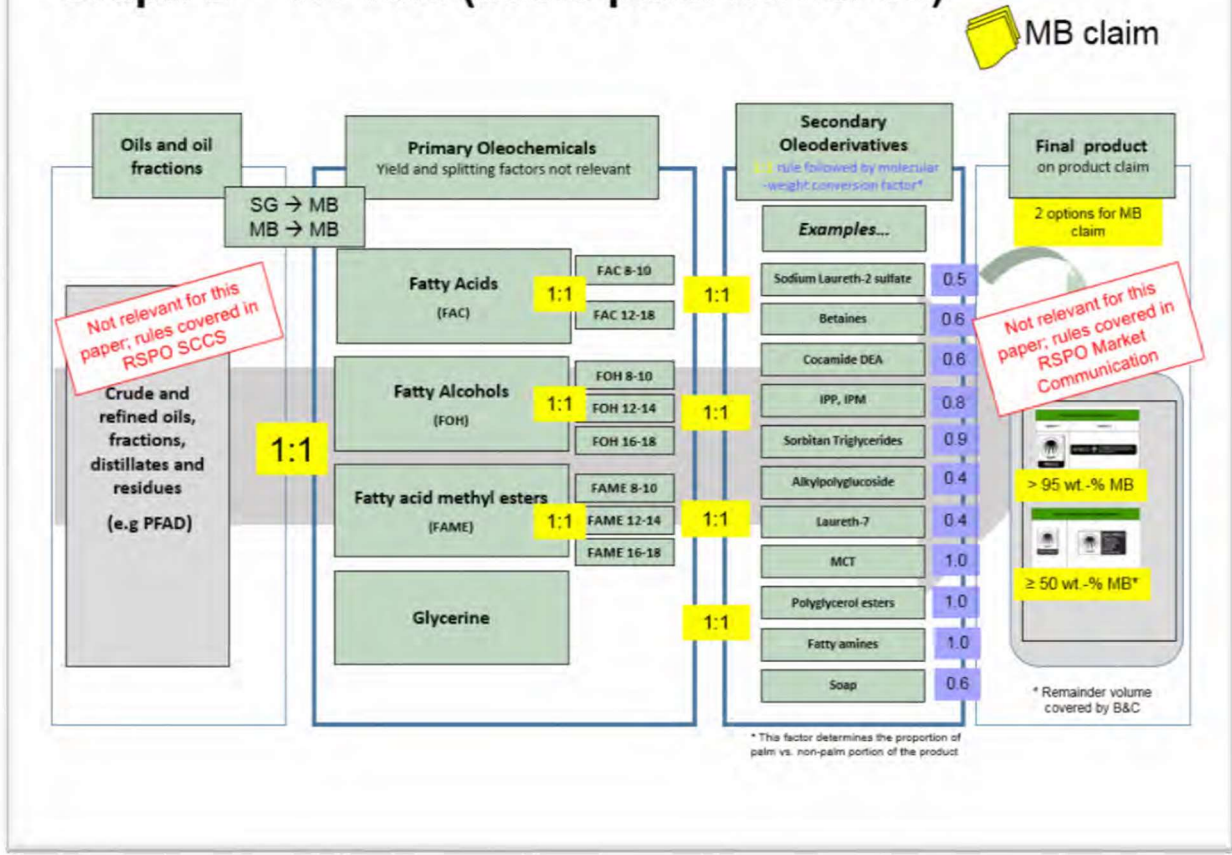 MB claim
Oils and oil
fractions
SG → MB
MB → MB
Not relevant for this
paper; rules covered in
RSPO SCCS
Crude and
refined oils,
fractions,
distillates and
residues
(e.g PFAD)
1:1
Primary Oleochemicals
Yield and splitting factors not relevant
Fatty Acids
(FAC)
1:1
FAC 8-10
FAC 12-18
Fatty Alcohols
(FOH)
1:1
FOH 8-10
FOH 12-14
FOH 16-18
Fatty acid methyl esters
(FAME)
1:1
FAME 8-10
FAME 12-14
FAME 16-18
Glycerine
1:1
1:1
1:1
1:1
Secondary
Oleoderivatives
1:1 rule followed by molecular
-weight conversion factor*
Examples...
Sodium Laureth-2 sulfate 0.5
Betaines 0.6
Cocamide DEA 0.6
IPP, IPM 0.8
Sorbitan Triglycerides 0.9
Alkylpolyglucoside 0.4
Laureth-7 0.4
MCT 1.0
Polyglycerol esters 1.0
Fatty amines 1.0
Soap 0.6
* This factor determines the proportion of
palm vs. non-palm portion of the product
Final product
on product claim
2 options for MB
claim
Not relevant for this
paper; rules covered in
RSPO Market
Communication
> 95 wt.-% MB
≥ 50 wt.-% MB*
* Remainder volume
covered by B&C